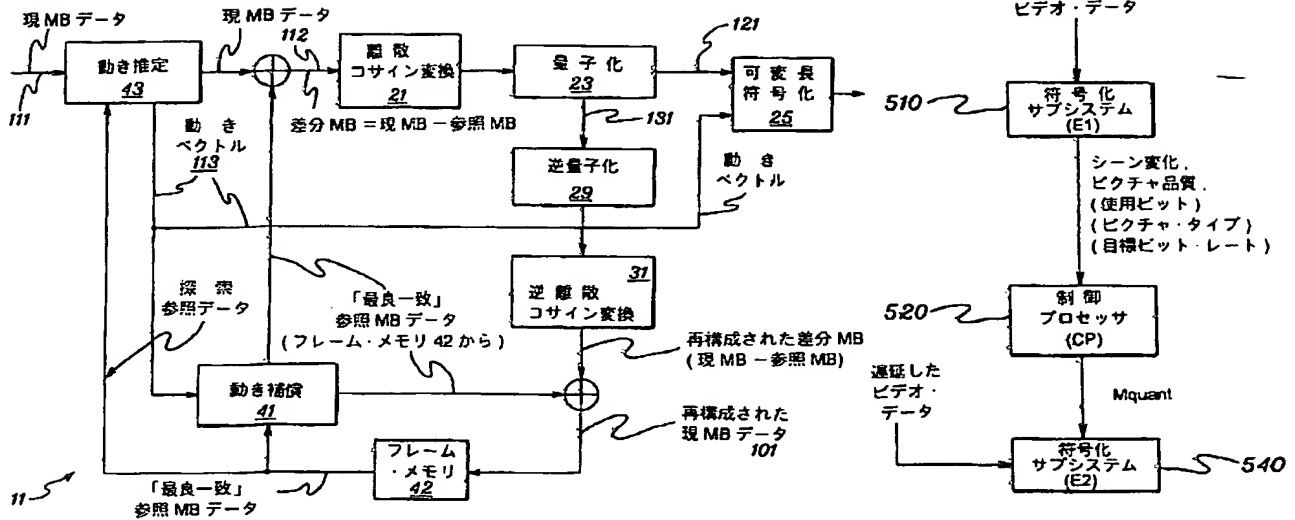 現MBデータ
111
動き推定
43
現MBデータ
112
離散
コサイン変換
21
差分MB=現MB-参照MB
量子化
23
121
131
可変長
符号化
25
動き
ベクトル
113
逆量子化
29
動き
ベクトル
31
逆離散
コサイン変換
探索
参照データ
「最良一致」
参照MBデータ
(フレーム・メモリ42から)
再構成された差分MB
(現MB-参照MB)
動き補償
41
再構成された
現MBデータ
101
フレーム
・メモリ
42
「最良一致」
参照MBデータ
11
ビデオ・データ
510
符号化
サブシステム
(E1)
シーン変化,
ピクチャ品質,
(使用ビット)
(ピクチャ・タイプ)
(目標ビット・レート)
520
制御
プロセッサ
(CP)
遅延した
ビデオ・
データ
Mquant
符号化
サブシステム
(E2)
540